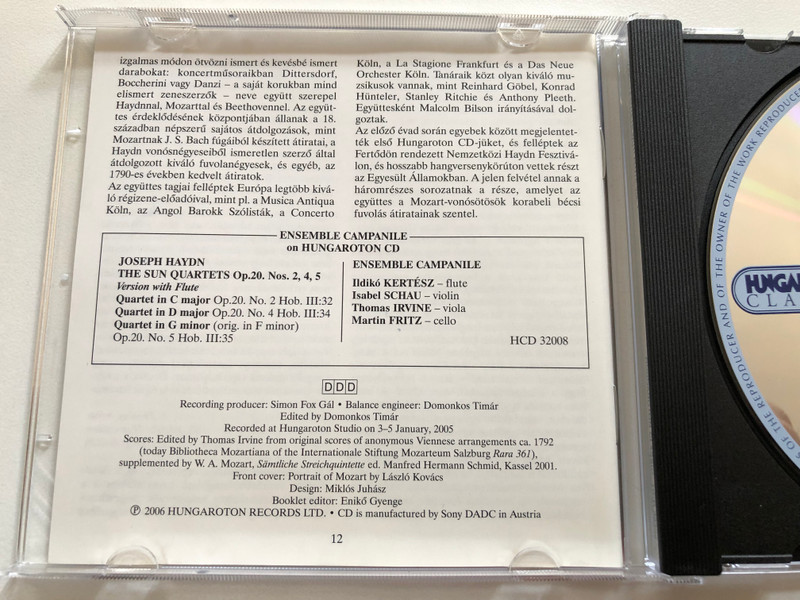 izgalmas módon ötvözni ismert és kevésbé ismert
darabokat: koncertműsoraikban Dittersdorf,
Boccherini vagy Danzi – a saját korukban mind
elismert zeneszerzők – neve együtt szerepel
Haydnnal, Mozarttal és Beethovennel. Az együt-
tes érdeklődésének központjában állanak a 18.
században népszerű sajátos átdolgozások, mint
Mozartnak J. S. Bach fúgáiból készített átiratai, a
Haydn vonósnégyeseiből ismeretlen szerző által
átdolgozott kiváló fuvolanégyesek, és egyéb, az
1790-es években kedvelt átiratok.
Az együttes tagjai felléptek Európa legtöbb kivá-
ló régizene-előadóival, mint pl. a Musica Antiqua
Köln, az Angol Barokk Szólisták, a Concerto
Köln, a La Stagione Frankfurt és a Das Neue
Orchester Köln. Tanáraik közt olyan kiváló mu-
zsikusok vannak, mint Reinhard Göbel, Konrad
Hünteler, Stanley Ritchie és Anthony Pleeth.
Együttesként Malcolm Bilson irányításával dol-
goztak.
Az előző évad során egyebek között megjelentet-
ték első Hungaroton CD-jüket, és felléptek az
Fertődön rendezett Nemzetközi Haydn Fesztivá-
lon, és hosszabb hangversenykörúton vettek részt
az Egyesült Államokban. A jelen felvétel annak a
háromrészes sorozatnak a része, amelyet az
együttes a Mozart-vonósötösök korabeli bécsi
fuvolás átiratainak szentel.
ENSEMBLE CAMPANILE
on HUNGAROTON CD
JOSEPH HAYDN
THE SUN QUARTETS Op.20. Nos. 2, 4, 5
Version with Flute
Quartet in C major Op.20. No. 2 Hob. III:32
Quartet in D major Op.20. No. 4 Hob. III:34
Quartet in G minor (orig. in F minor)
Op.20. No. 5 Hob. III:35
ENSEMBLE CAMPANILE
Ildikó KERTÉSZ – flute
Isabel SCHAU – violin
Thomas IRVINE – viola
Martin FRITZ – cello
HCD 32008
DDD
Recording producer: Simon Fox Gál • Balance engineer: Domonkos Timár
Edited by Domonkos Timár
Recorded at Hungaroton Studio on 3–5 January, 2005
Scores: Edited by Thomas Irvine from original scores of anonymous Viennese arrangements ca. 1792
(today Bibliotheca Mozartiana of the Internationale Stiftung Mozarteum Salzburg Rara 361),
supplemented by W. A. Mozart, Sämtliche Streichquintette ed. Manfred Hermann Schmid, Kassel 2001.
Front cover: Portrait of Mozart by László Kovács
Design: Miklós Juhász
Booklet editor: Enikő Gyenge
℗ 2006 HUNGAROTON RECORDS LTD. • CD is manufactured by Sony DADC in Austria
12
OF THE REPRODUCER AND OF THE OWNER OF THE WORK REPRODUCE